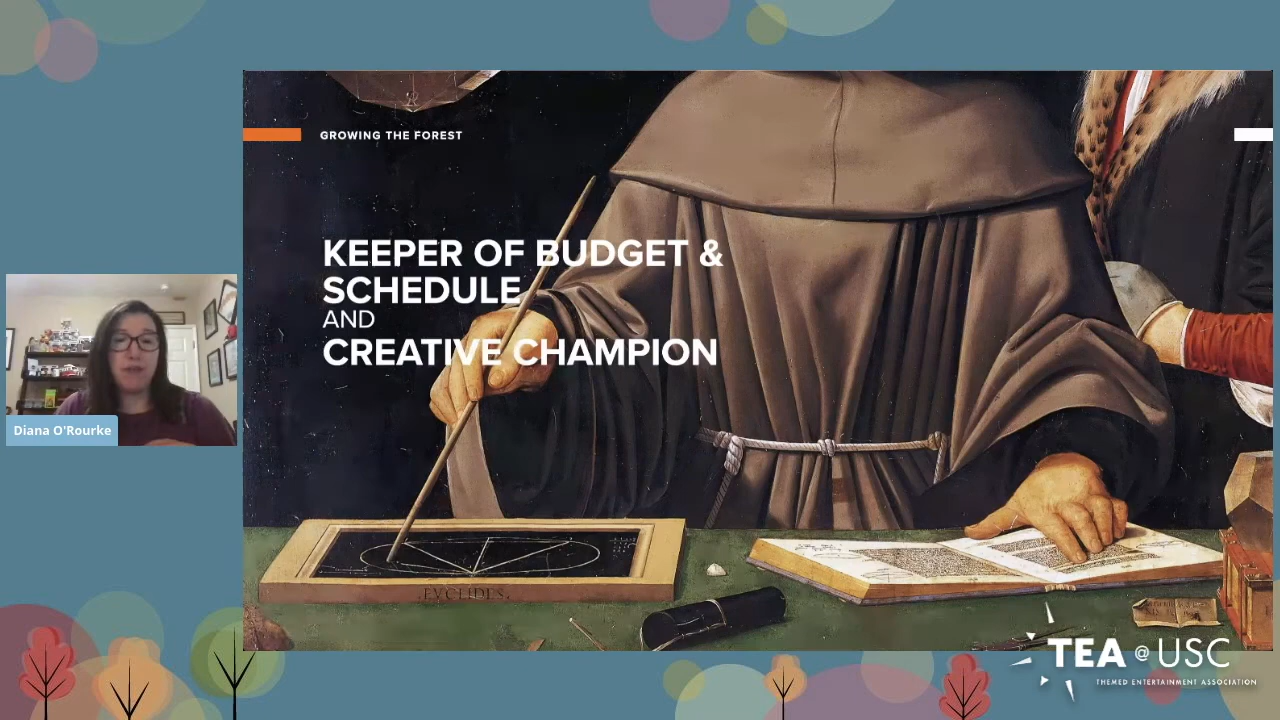 GROWING THE FOREST
KEEPER OF BUDGET &
SCHEDULE
AND
CREATIVE CHAMPION
Diana O'Rourke
EVCLIDES
TEA @ USC
THEMED ENTERTAINMENT ASSOCIATION